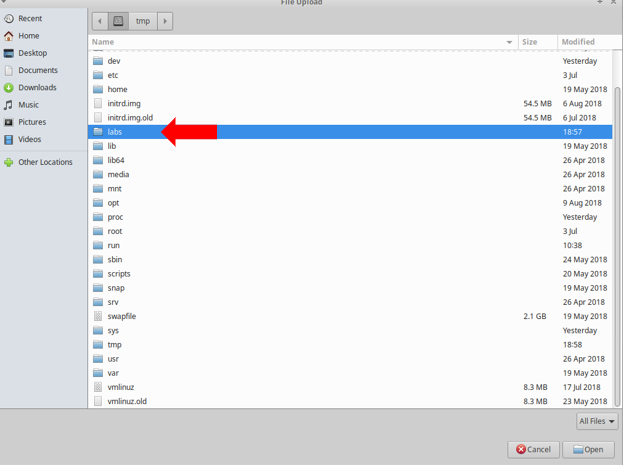 File Upload
Recent
Home
Desktop
Documents
Downloads
Music
Pictures
Videos
Other Locations
tmp
Name Size Modified
dev Yesterday
etc 3 Jul
home 19 May 2018
initrd.img 54.5 MB 6 Aug 2018
initrd.img.old 54.5 MB 6 Jul 2018
labs 18:57
lib 19 May 2018
lib64 26 Apr 2018
media 26 Apr 2018
mnt 26 Apr 2018
opt 9 Aug 2018
proc Yesterday
root 3 Jul
run 10:38
sbin 24 May 2018
scripts 20 May 2018
snap 19 May 2018
srv 26 Apr 2018
swapfile 2.1 GB 19 May 2018
sys Yesterday
tmp 18:58
usr 26 Apr 2018
var 19 May 2018
vmlinuz 8.3 MB 17 Jul 2018
vmlinuz.old 8.3 MB 23 May 2018
All Files
Cancel Open